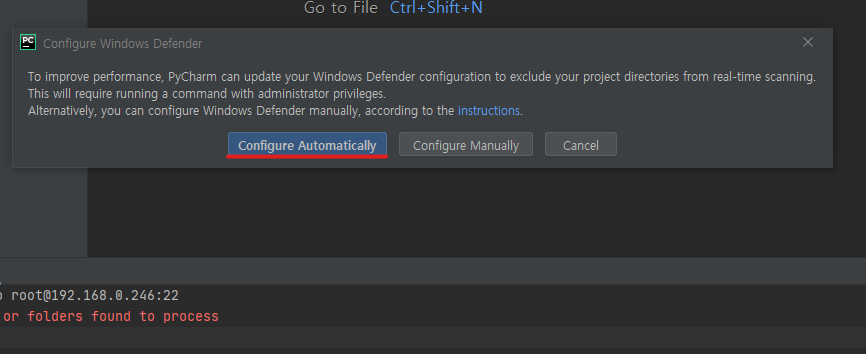 Go to File Ctrl+Shift+N
PC
Configure Windows Defender
To improve performance, PyCharm can update your Windows Defender configuration to exclude your project directories from real-time scanning.
This will require running a command with administrator privileges.
Alternatively, you can configure Windows Defender manually, according to the instructions.
Configure Automatically Configure Manually Cancel
root@192.168.0.246:22
or folders found to process